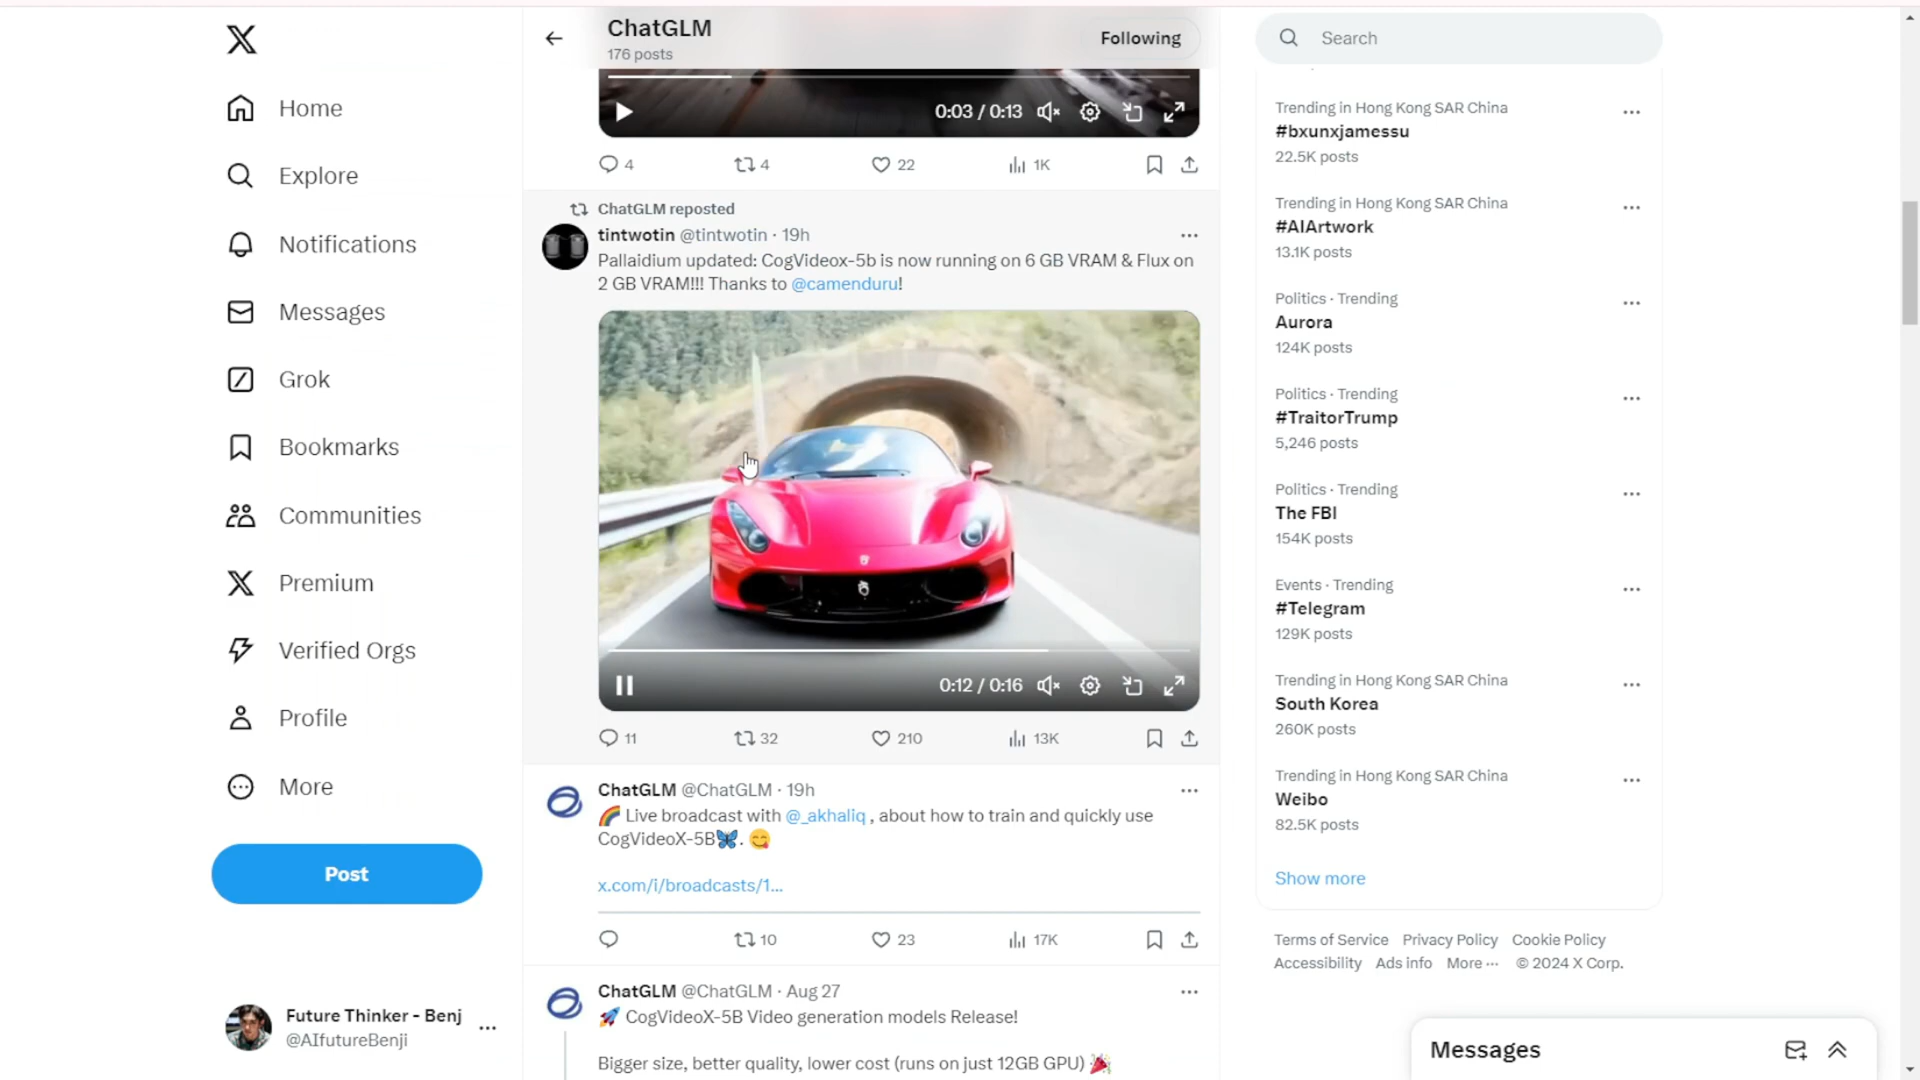 Home
Explore
Notifications
Messages
Grok
Bookmarks
Communities
Premium
Verified Orgs
Profile
More
Post
Future Thinker - Benj
@AIfutureBenji
ChatGLM
176 posts
Following
0:03 / 0:13
4
4
22
1K
ChatGLM reposted
tintwotin @tintwotin · 19h
Pallaidium updated: CogVideox-5b is now running on 6 GB VRAM & Flux on
2 GB VRAM!!! Thanks to @camenduru!
0:12 / 0:16
11
32
210
13K
ChatGLM @ChatGLM · 19h
🌈 Live broadcast with @_akhaliq , about how to train and quickly use
CogVideoX-5B🦋. 😋
x.com/i/broadcasts/1...
10
23
17K
ChatGLM @ChatGLM · Aug 27
🚀 CogVideoX-5B Video generation models Release!
Bigger size, better quality, lower cost (runs on just 12GB GPU) 🎉
Search
Trending in Hong Kong SAR China
#bxunxjamessu
22.5K posts
Trending in Hong Kong SAR China
#AIArtwork
13.1K posts
Politics · Trending
Aurora
124K posts
Politics · Trending
#TraitorTrump
5,246 posts
Politics · Trending
The FBI
154K posts
Events · Trending
#Telegram
129K posts
Trending in Hong Kong SAR China
South Korea
260K posts
Trending in Hong Kong SAR China
Weibo
82.5K posts
Show more
Terms of Service Privacy Policy Cookie Policy
Accessibility Ads info More ··· © 2024 X Corp.
Messages